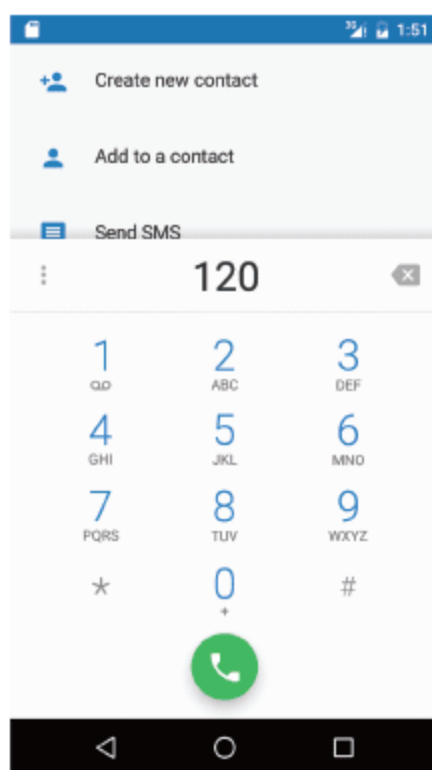 3G 1:51
Create new contact
Add to a contact
Send SMS
120
1 2 3
ABC DEF
4 5 6
GHI JKL MNO
7 8 9
PQRS TUV WXYZ
* 0 #
+